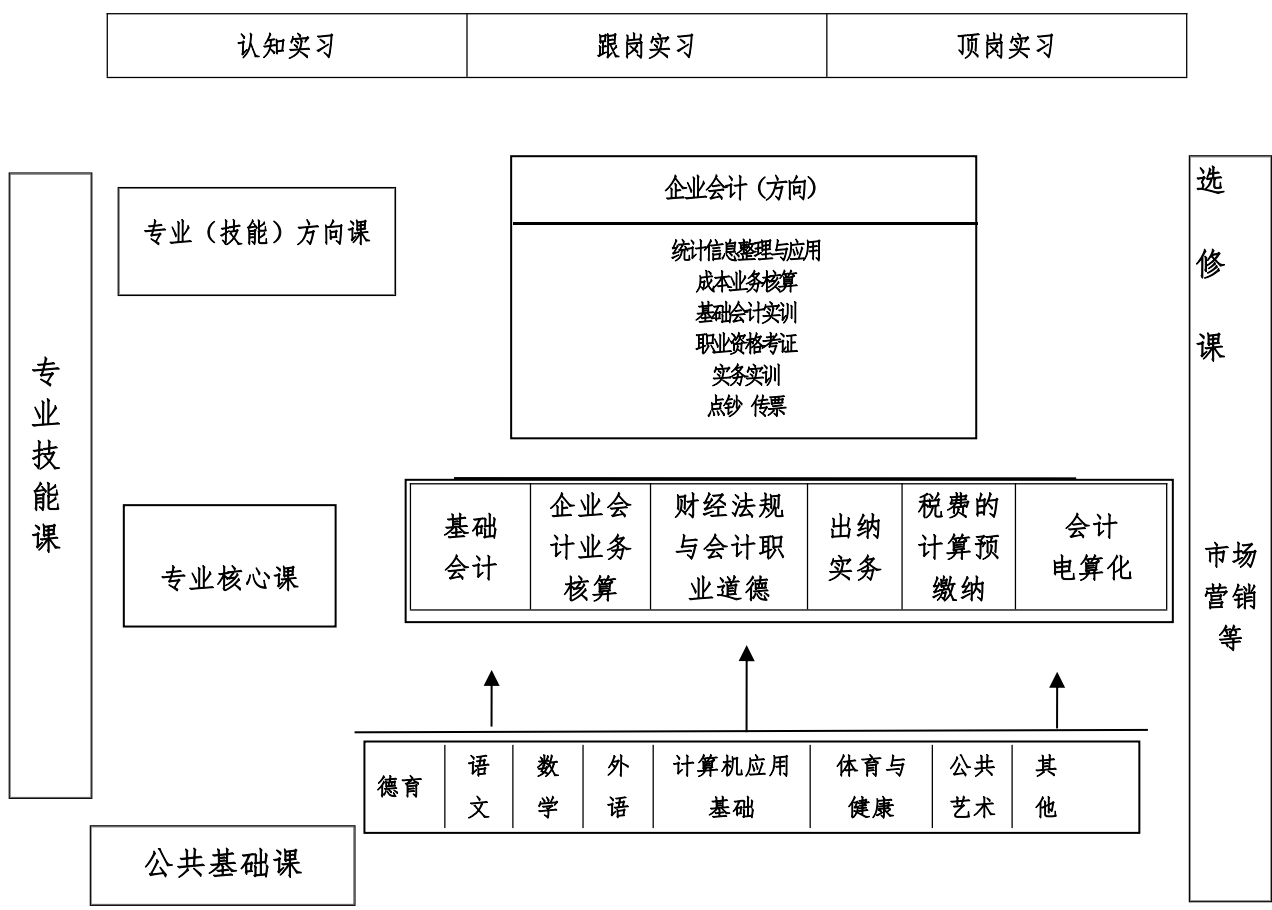 认知实习
跟岗实习
顶岗实习
专业技能课
专业（技能）方向课
企业会计（方向）
统计信息整理与应用
成本业务核算
基础会计实训
职业资格考证
实务实训
点钞 传票
选修课
市场
营销
等
专业核心课
基础
会计
企业会
计业务
核算
财经法规
与会计职
业道德
出纳
实务
税费的
计算预
缴纳
会计
电算化
德育
语
文
数
学
外
语
计算机应用
基础
体育与
健康
公共
艺术
其
他
公共基础课